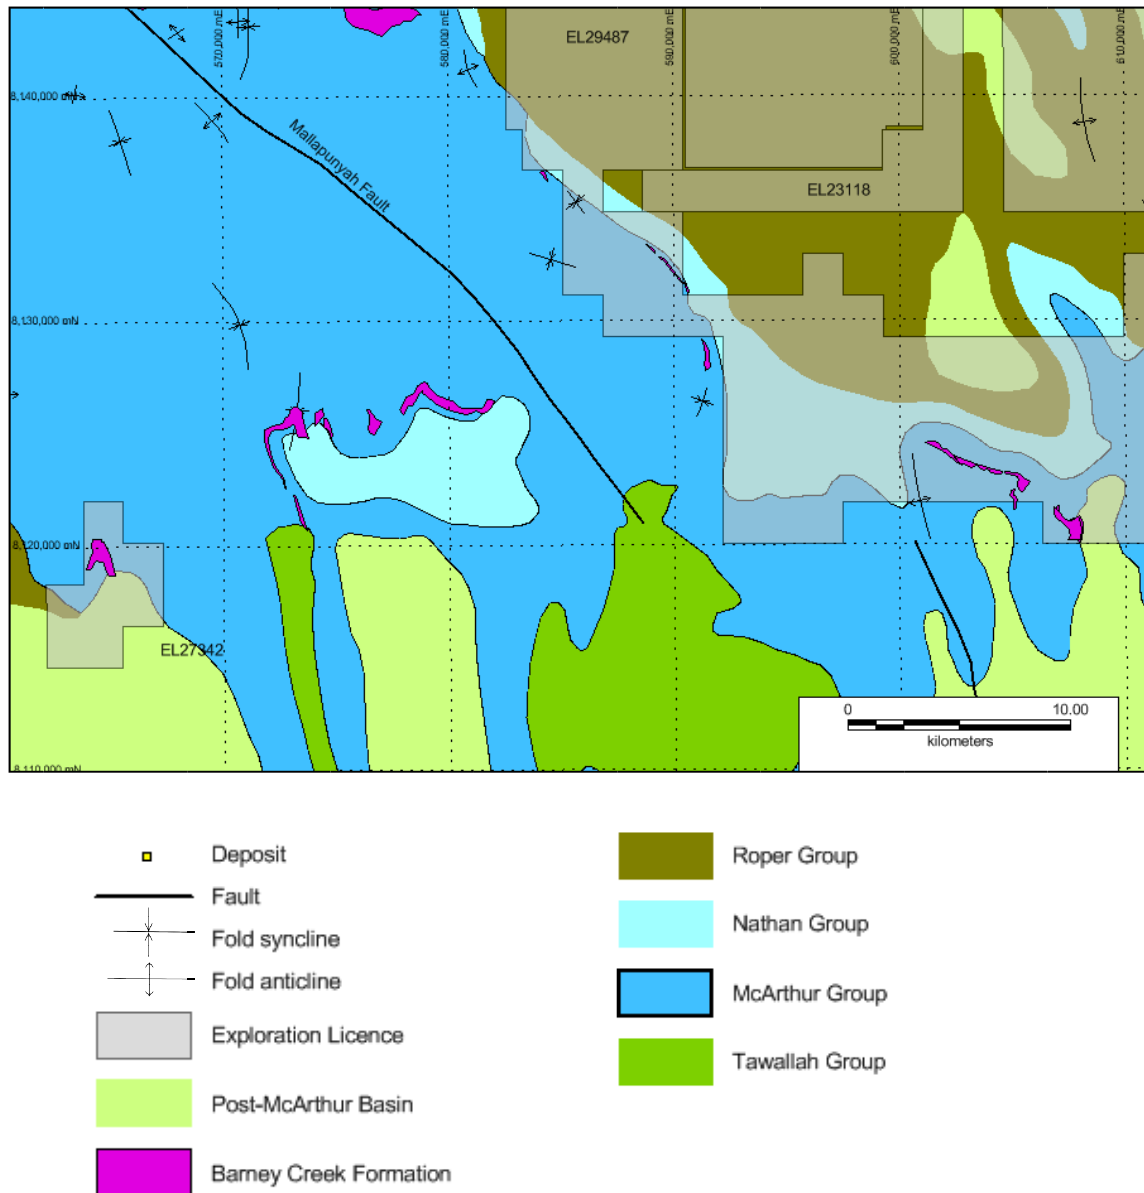 570,000 mE
580,000 mE
590,000 mE
600,000 mE
610,000 mE
EL29487
8,140,000 mN
Mallapunyah Fault
EL23118
8,130,000 mN
8,120,000 mN
EL27342
0 10.00
kilometers
8,110,000 mN
Deposit
Fault
Fold syncline
Fold anticline
Exploration Licence
Post-McArthur Basin
Barney Creek Formation
Roper Group
Nathan Group
McArthur Group
Tawallah Group